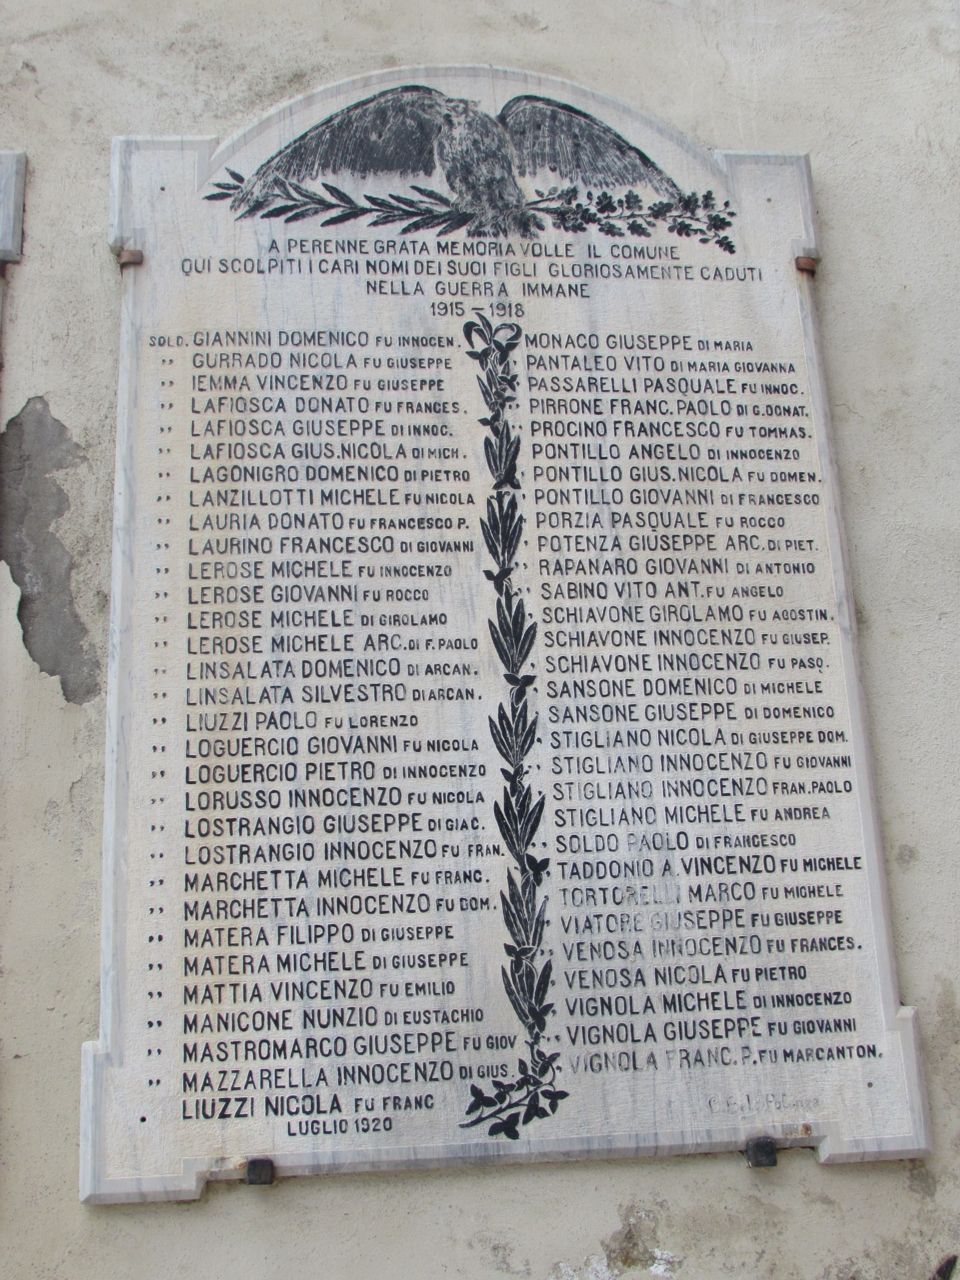 A PERENNE GRATA MEMORIA VOLLE IL COMUNE
QUI SCOLPITI I CARI NOMI DEI SUOI FIGLI GLORIOSAMENTE CADUTI
NELLA GUERRA IMMANE
1915-1918
SOLD. GIANNINI DOMENICO FU INNOCEN.
" GURRADO NICOLA FU GIUSEPPE
" IEMMA VINCENZO FU GIUSEPPE
" LAFIOSCA DONATO FU FRANCES.
" LAFIOSCA GIUSEPPE DI INNOC.
" LAFIOSCA GIUS. NICOLA DI MICH.
" LAGONIGRO DOMENICO DI PIETRO
" LANZILLOTTI MICHELE FU NICOLA
" LAURIA DONATO FU FRANCESCO P.
" LAURINO FRANCESCO DI GIOVANNI
" LEROSE MICHELE FU INNOCENZO
" LEROSE GIOVANNI FU ROCCO
" LEROSE MICHELE DI GIROLAMO
" LEROSE MICHELE ARC. DI F. PAOLO
" LINSALATA DOMENICO DI ARCAN.
" LINSALATA SILVESTRO DI ARCAN.
" LIUZZI PAOLO FU LORENZO
" LOGUERCIO GIOVANNI FU NICOLA
" LOGUERCIO PIETRO DI INNOCENZO
" LORUSSO INNOCENZO FU NICOLA
" LOSTRANGIO GIUSEPPE DI GIAC.
" LOSTRANGIO INNOCENZO FU FRAN.
" MARCHETTA MICHELE FU FRANC.
" MARCHETTA INNOCENZO FU DOM.
" MATERA FILIPPO DI GIUSEPPE
" MATERA MICHELE DI GIUSEPPE
" MATTIA VINCENZO FU EMILIO
" MANICONE NUNZIO DI EUSTACHIO
" MASTROMARCO GIUSEPPE FU GIOV
" MAZZARELLA INNOCENZO DI GIUS.
LIUZZI NICOLA FU FRANC.
LUGLIO 1920
MONACO GIUSEPPE DI MARIA
PANTALEO VITO DI MARIA GIOVANNA
PASSARELLI PASQUALE FU INNOC.
PIRRONE FRANC. PAOLO DI G. DONAT.
PROCINO FRANCESCO FU TOMMAS.
PONTILLO ANGELO DI INNOCENZO
PONTILLO GIUS. NICOLA FU DOMEN.
PONTILLO GIOVANNI DI FRANCESCO
PORZIA PASQUALE FU ROCCO
POTENZA GIUSEPPE ARC. DI PIET.
RAPANARO GIOVANNI DI ANTONIO
SABINO VITO ANT. FU ANGELO
SCHIAVONE GIROLAMO FU AGOSTIN.
SCHIAVONE INNOCENZO FU GIUSEP.
SCHIAVONE INNOCENZO FU PASQ.
SANSONE DOMENICO DI MICHELE
SANSONE GIUSEPPE DI DOMENICO
STIGLIANO NICOLA DI GIUSEPPE DOM.
STIGLIANO INNOCENZO FU GIOVANNI
STIGLIANO INNOCENZO FU FRAN. PAOLO
STIGLIANO MICHELE FU ANDREA
SOLDO PAOLO DI FRANCESCO
TADDONIO A. VINCENZO FU MICHELE
TORTORELLI MARCO FU MICHELE
VIATORE GIUSEPPE FU GIUSEPPE
VENOSA INNOCENZO FU FRANCES.
VENOSA NICOLA FU PIETRO
VIGNOLA MICHELE DI INNOCENZO
VIGNOLA GIUSEPPE DI GIOVANNI
VIGNOLA FRANC. P. FU MARCANTON.